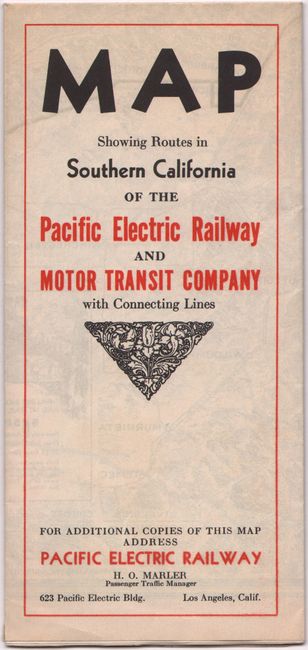 MAP
Showing Routes in
Southern California
OF THE
Pacific Electric Railway
AND
MOTOR TRANSIT COMPANY
with Connecting Lines
FOR ADDITIONAL COPIES OF THIS MAP
ADDRESS
PACIFIC ELECTRIC RAILWAY
H. O. MARLER
Passenger Traffic Manager
623 Pacific Electric Bldg. Los Angeles, Calif.